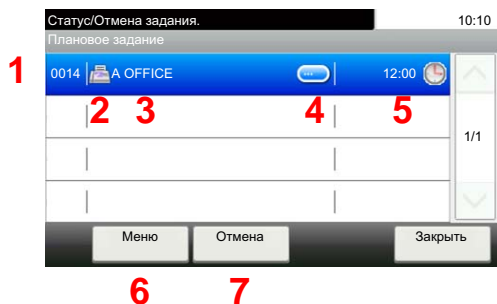 Статус/Отмена задания. 10:10
Плановое задание
1 0014 A OFFICE 12:00
2 3 4 5
1/1
Меню Отмена Закрыть
6 7